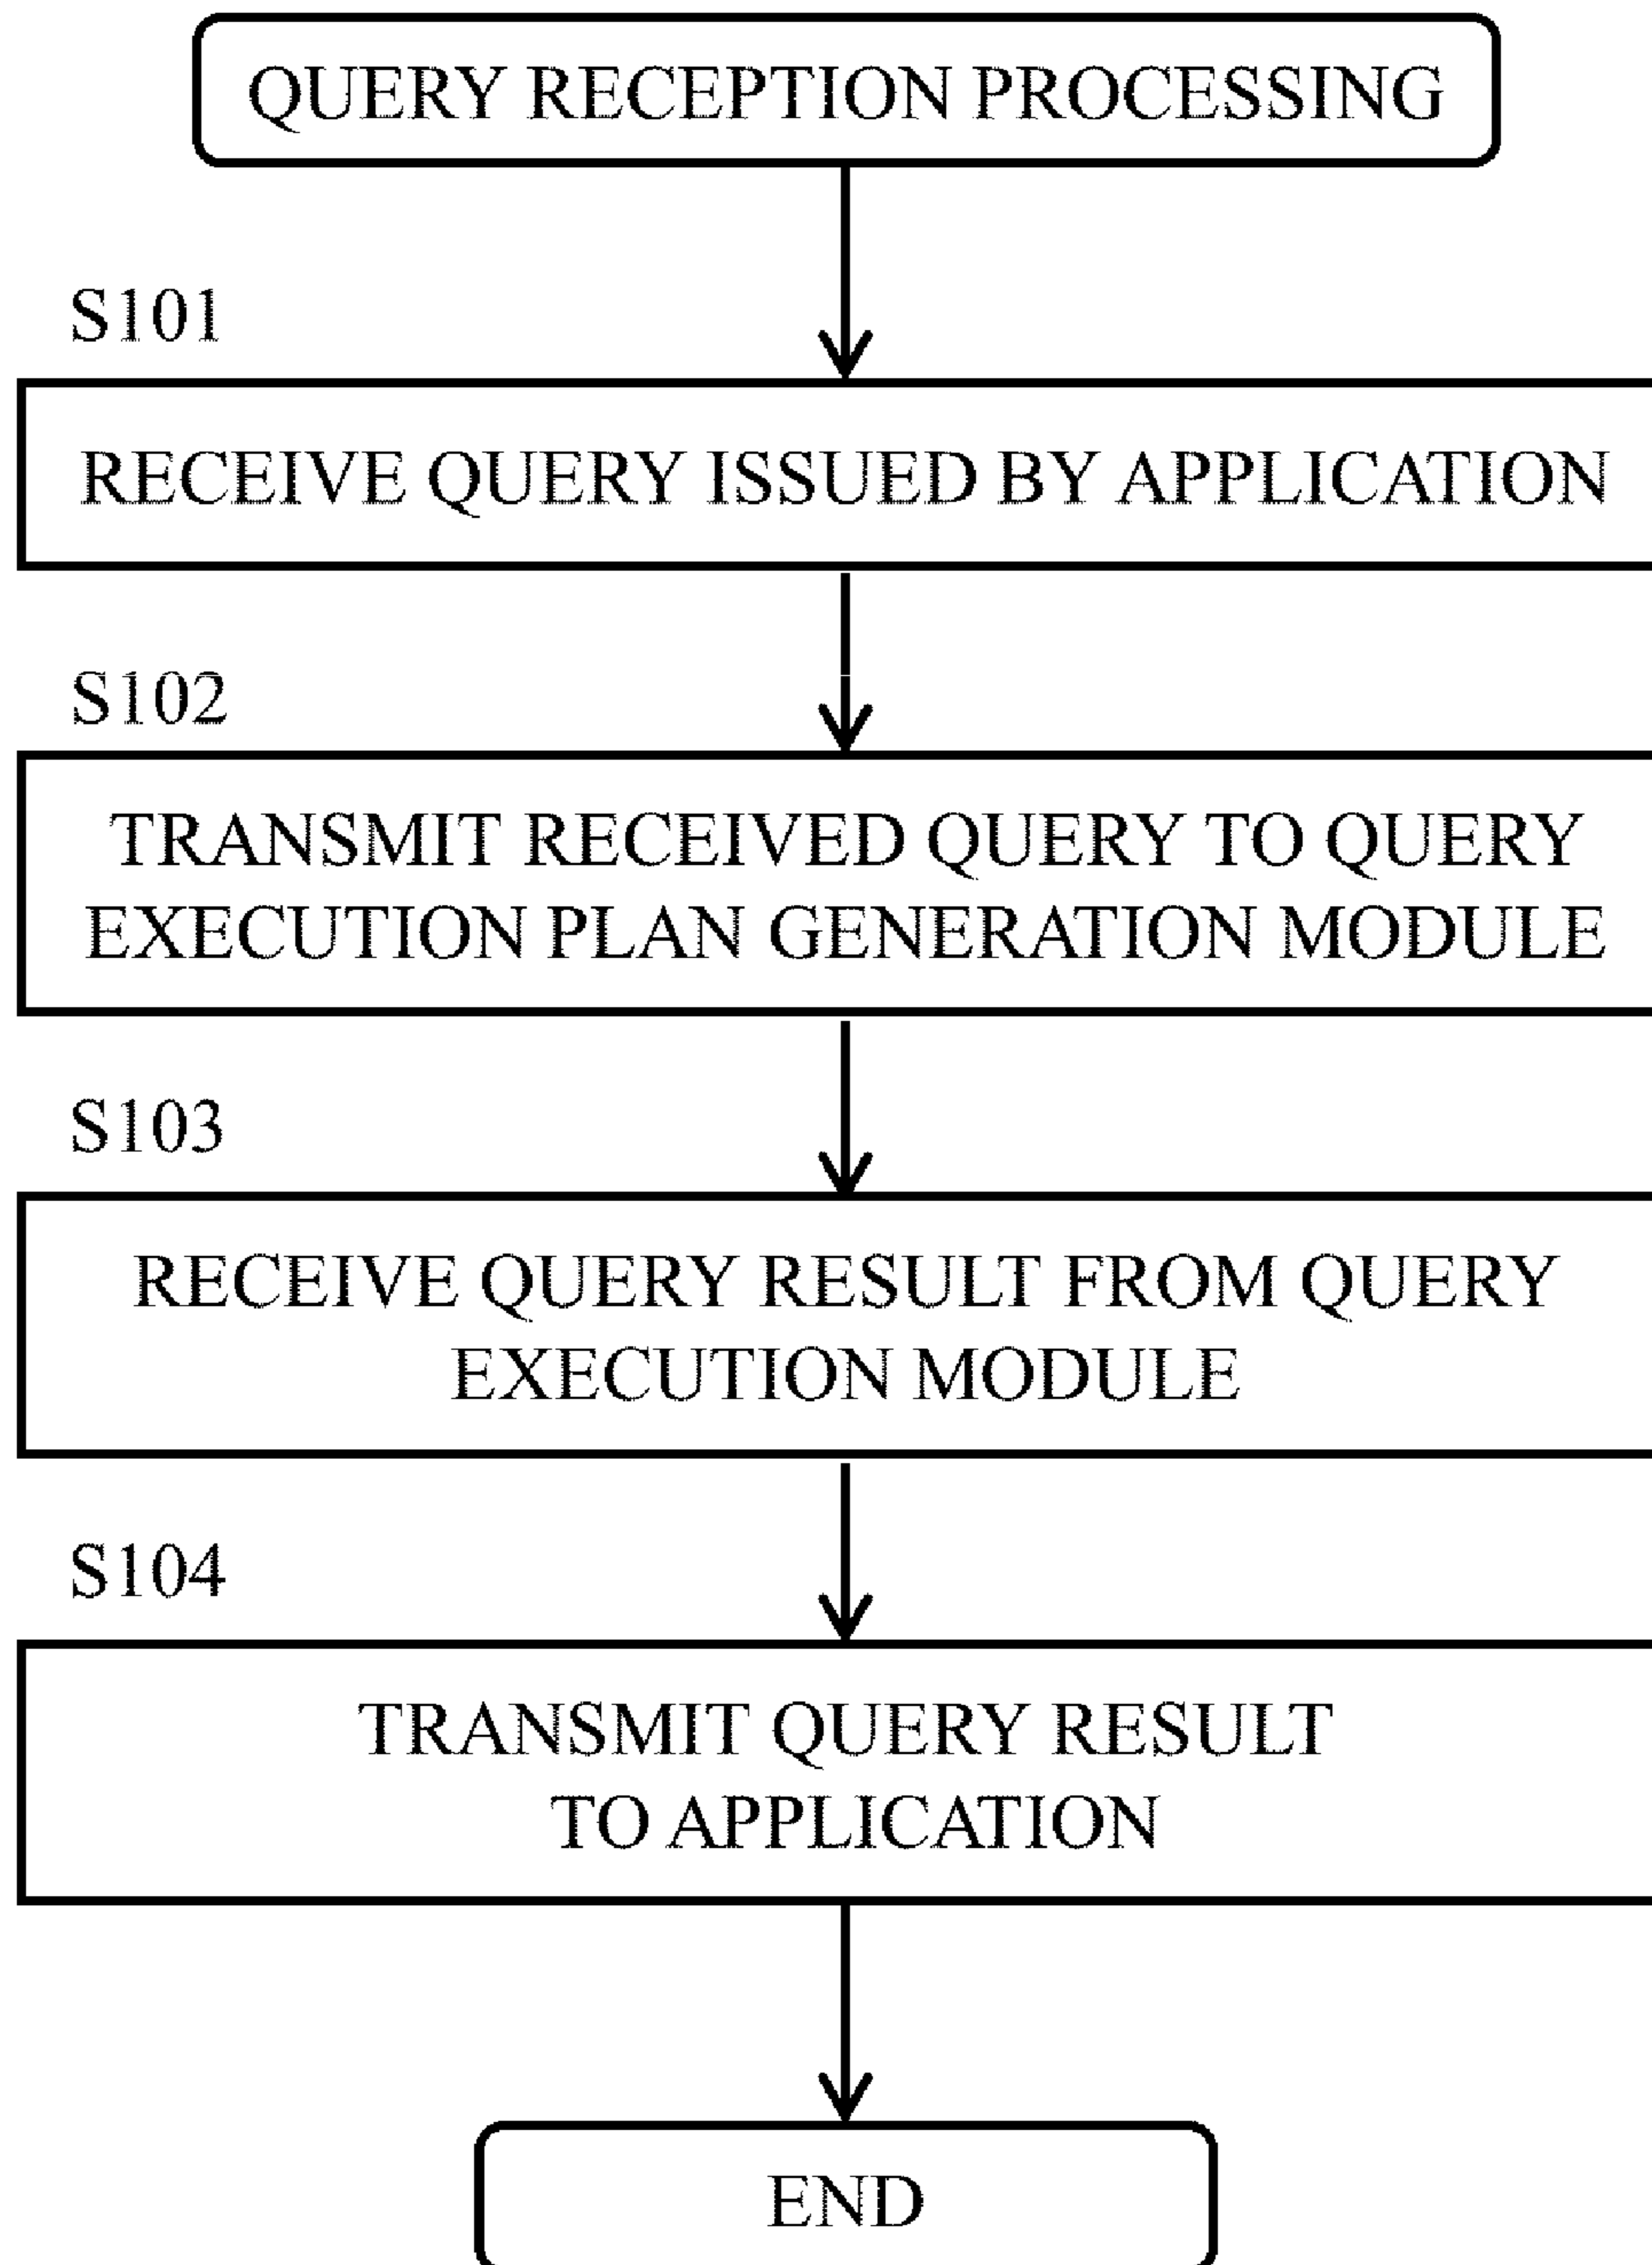 QUERY RECEPTION PROCESSING
S101
RECEIVE QUERY ISSUED BY APPLICATION
S102
TRANSMIT RECEIVED QUERY TO QUERY
EXECUTION PLAN GENERATION MODULE
S103
RECEIVE QUERY RESULT FROM QUERY
EXECUTION MODULE
S104
TRANSMIT QUERY RESULT
TO APPLICATION
END